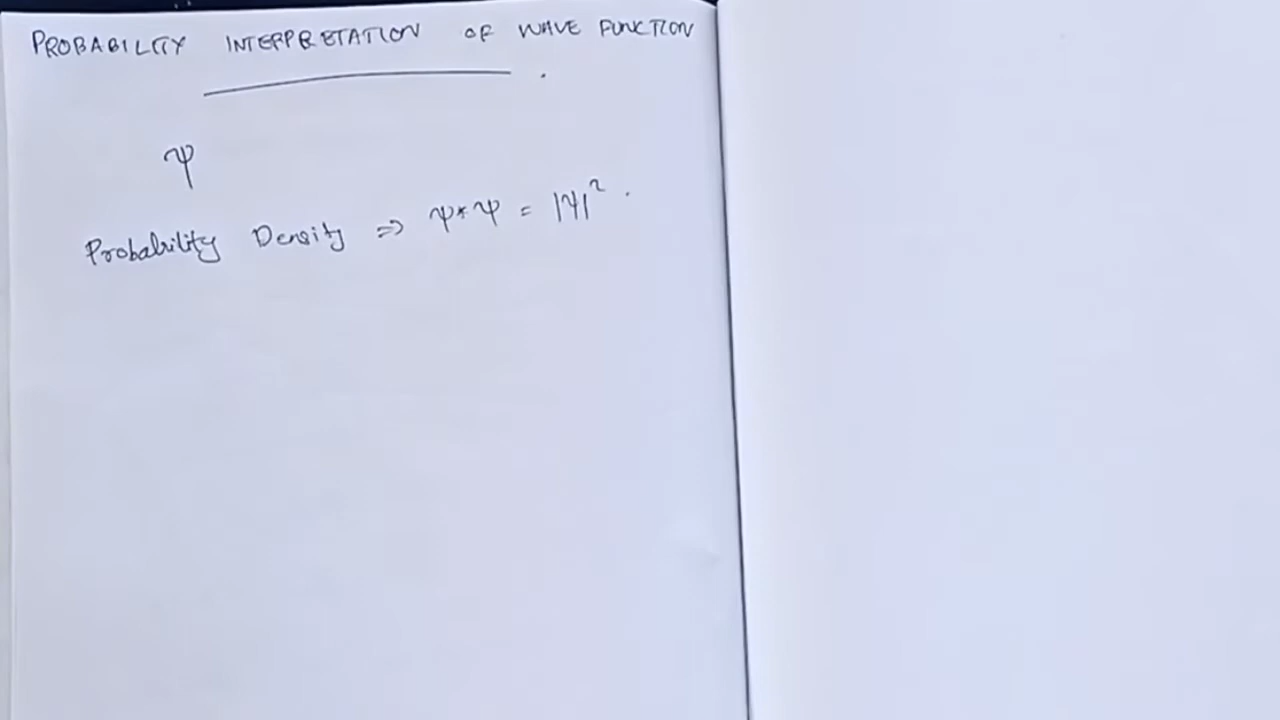 PROBABILITY INTERPRETATION OF WAVE FUNCTION
ψ
Probability Density ⇒ ψ*ψ = |ψ|².